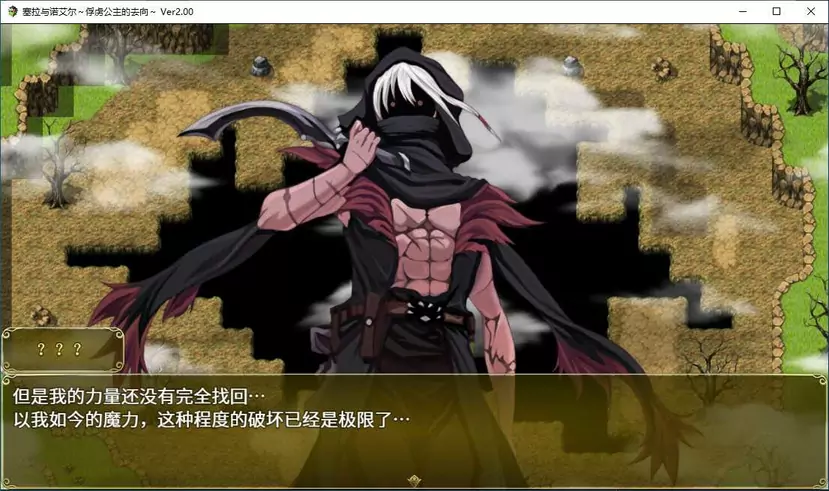 塞拉与诺艾尔～俘虏公主的去向～ Ver2.00
？？？
但是我的力量还没有完全找回…
以我如今的魔力，这种程度的破坏已经是极限了…